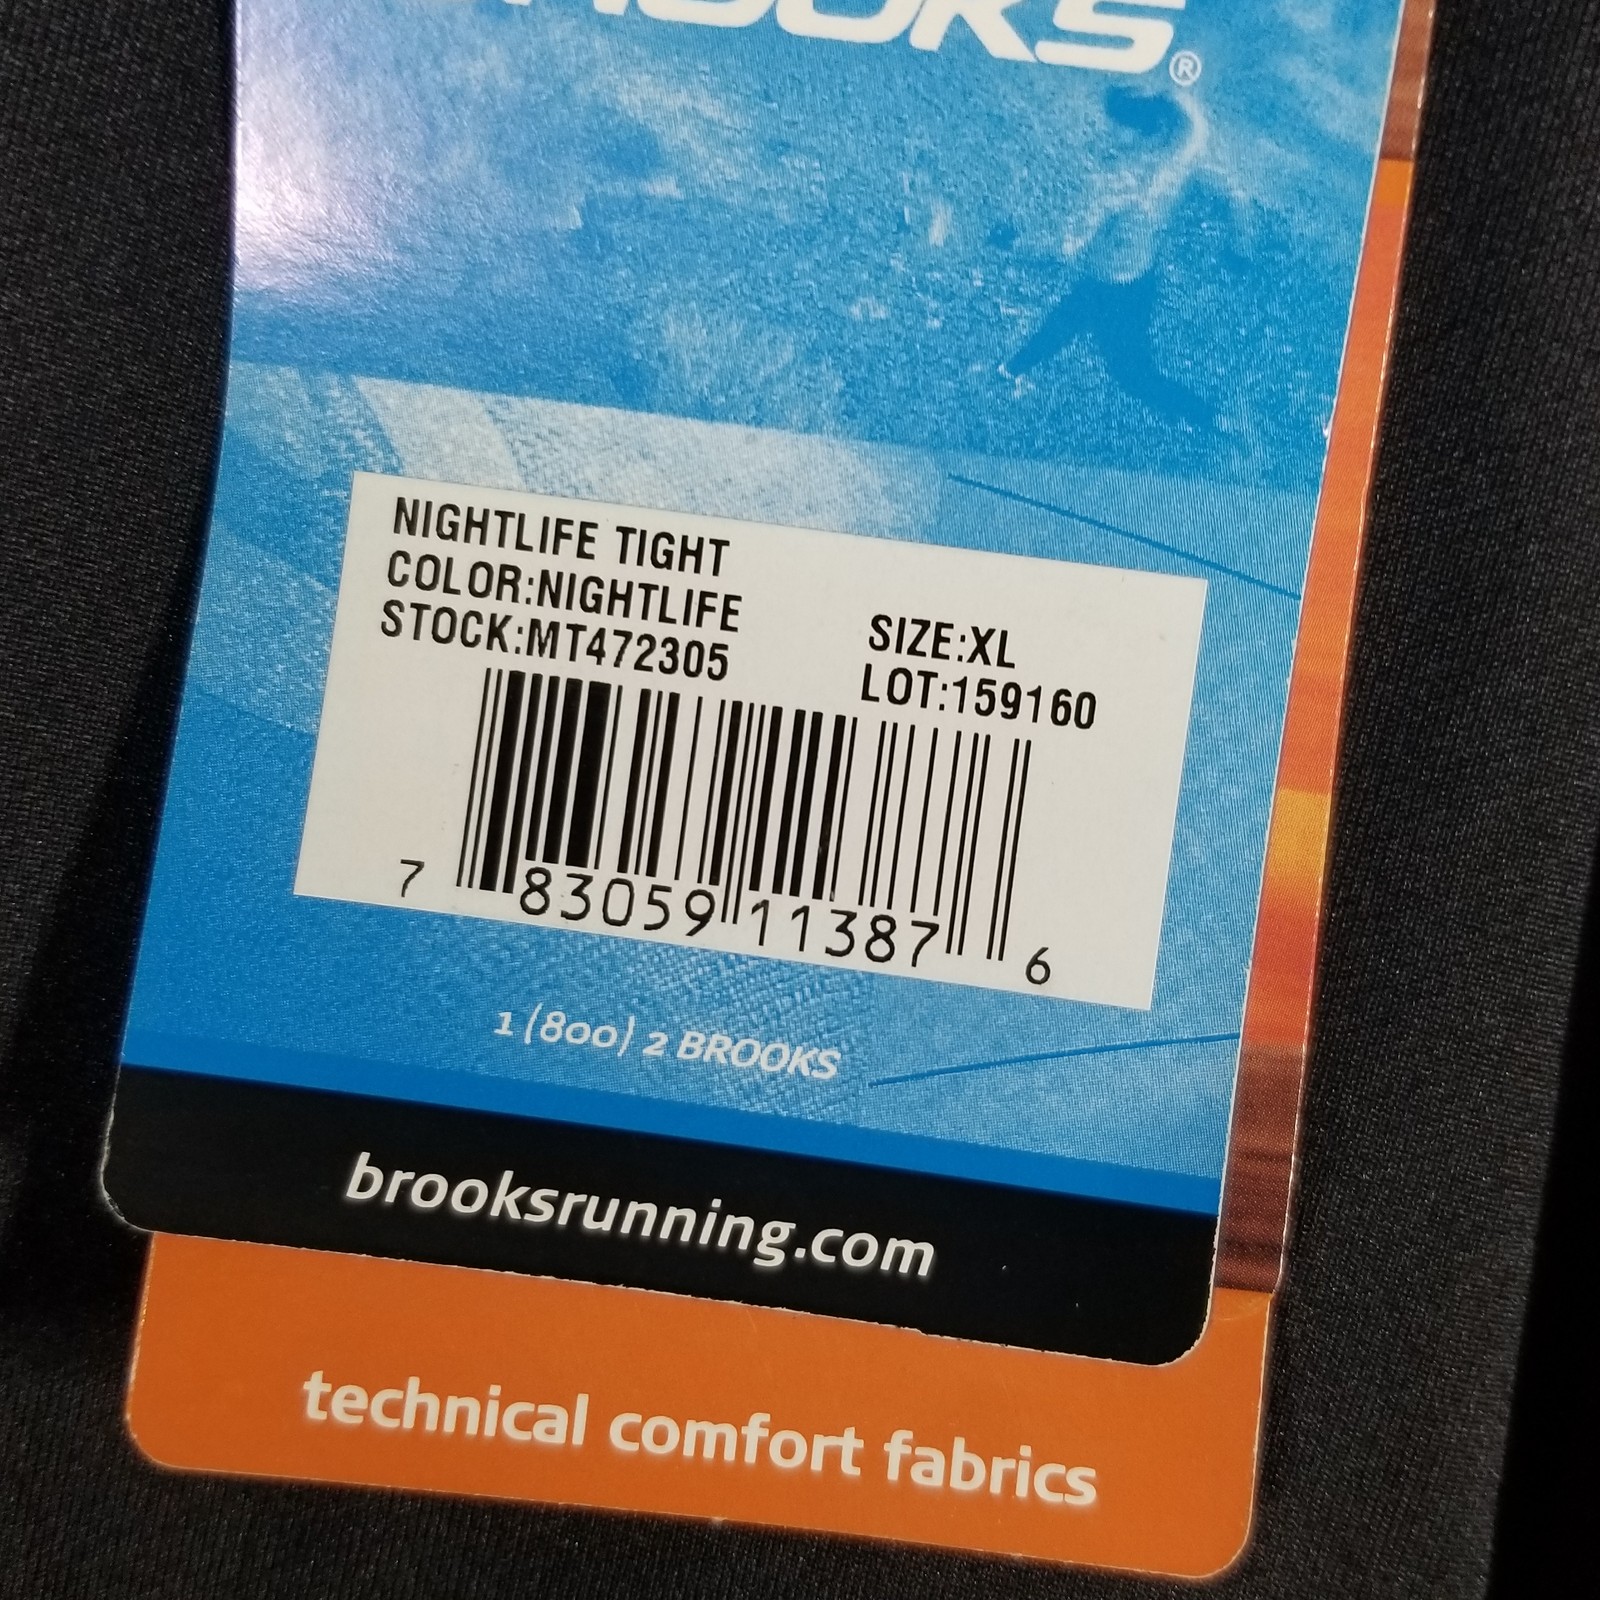 BROOKS®
NIGHTLIFE TIGHT
COLOR:NIGHTLIFE
STOCK:MT472305
SIZE:XL
LOT:159160
7 83059 11387 6
1 (800) 2 BROOKS
brooksrunning.com
technical comfort fabrics